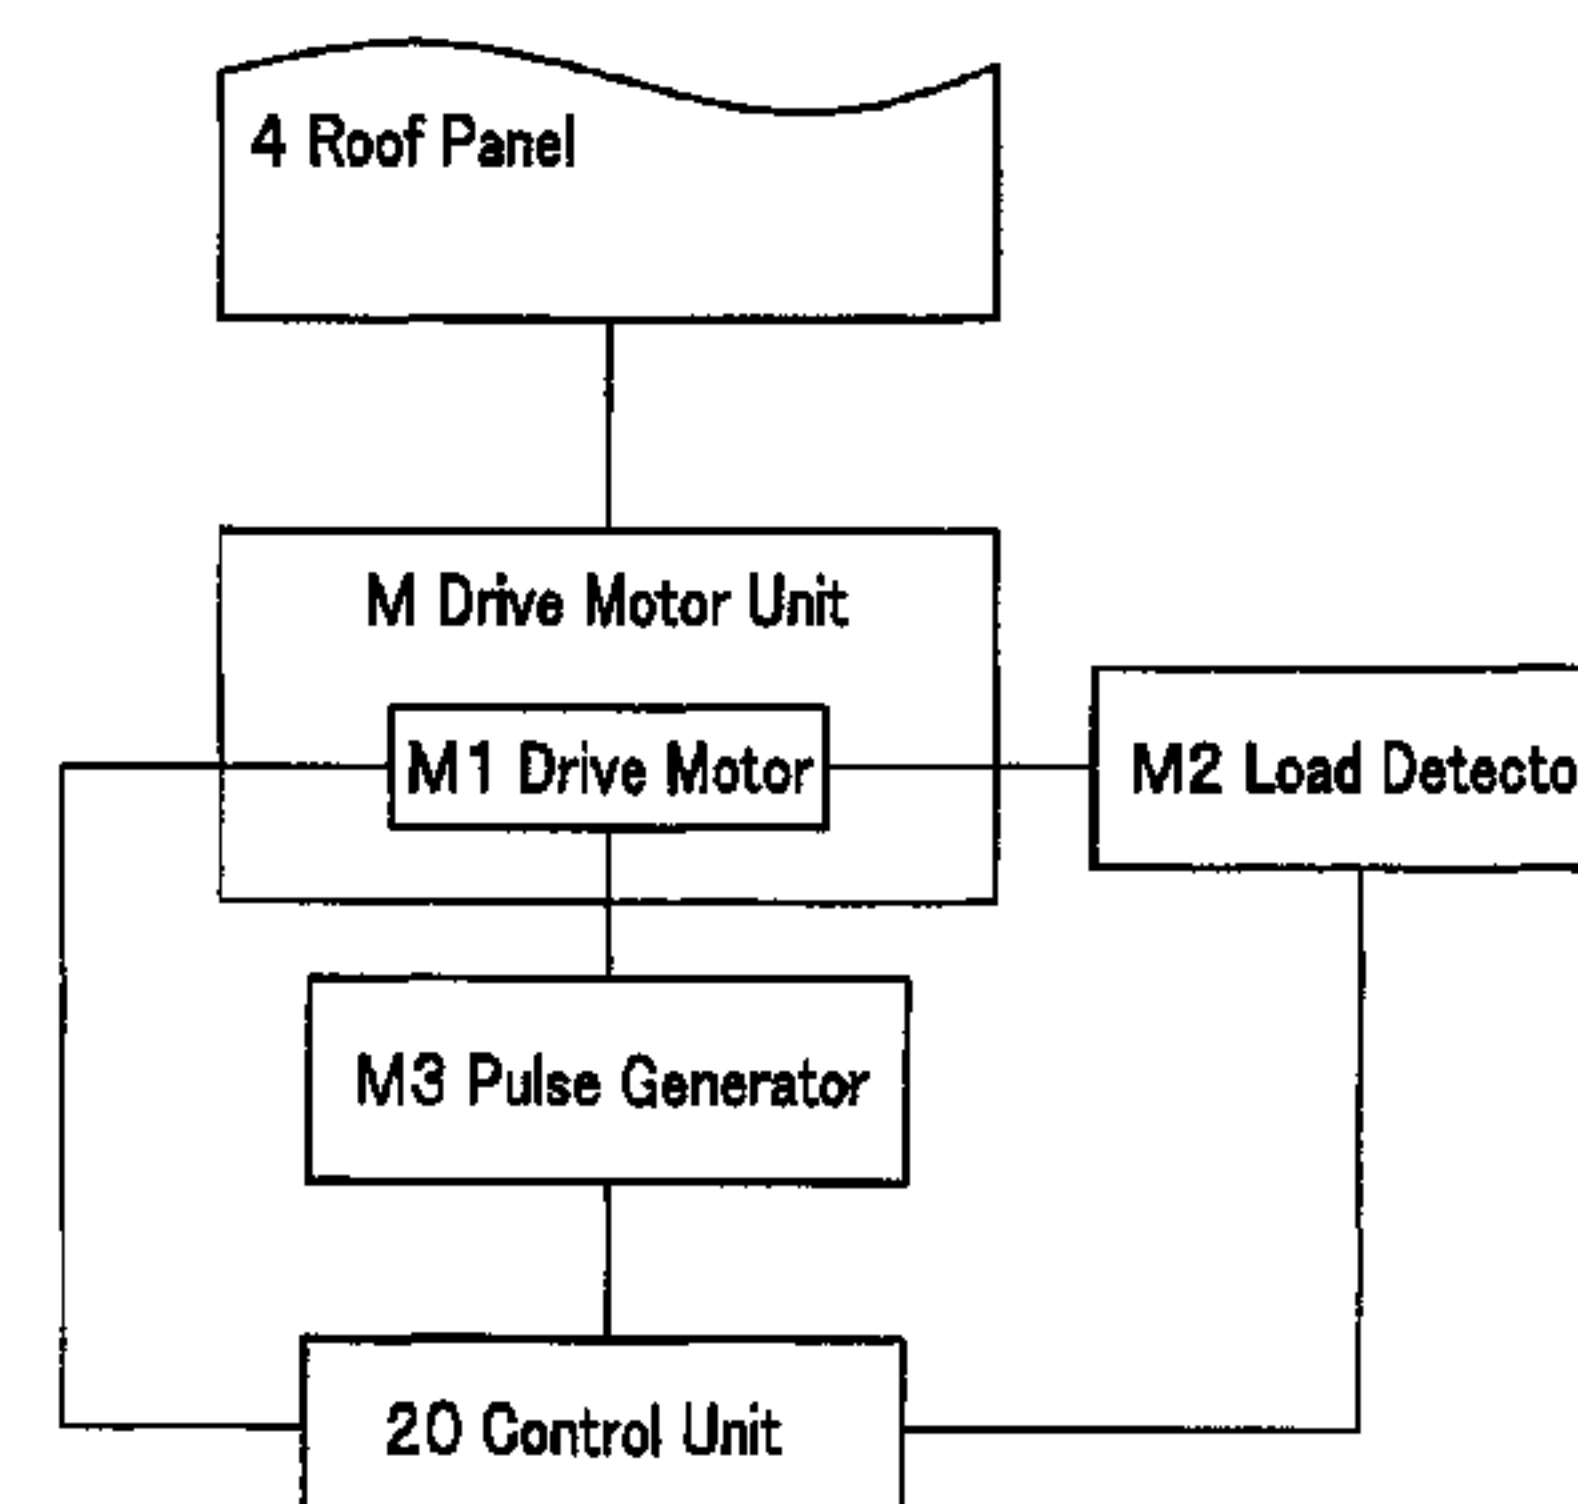 4 Roof Panel
M Drive Motor Unit
M1 Drive Motor
M2 Load Detecto
M3 Pulse Generator
20 Control Unit